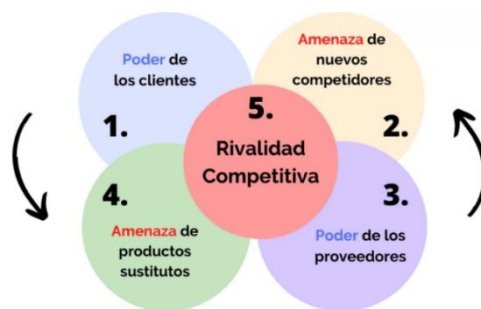 Poder de
los clientes
1.
Amenaza de
nuevos
competidores
2.
3.
Poder de los
proveedores
4.
Amenaza de
productos
sustitutos
5.
Rivalidad
Competitiva